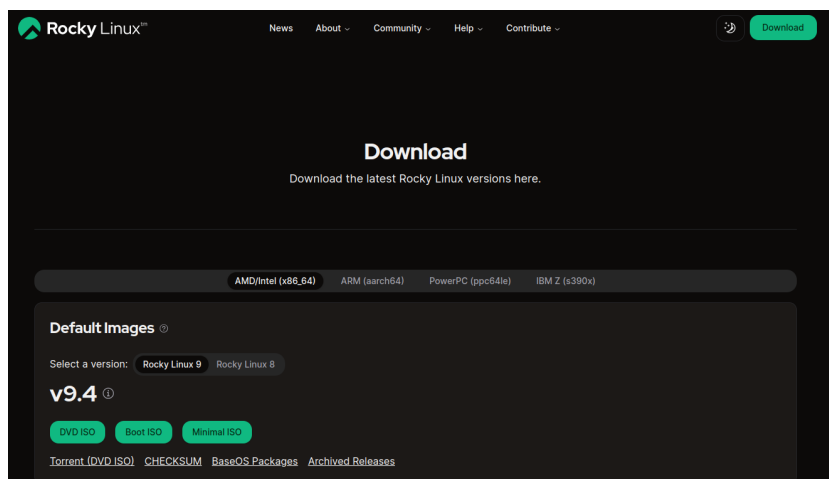 Rocky Linux™
News About Community Help Contribute Download
Download
Download the latest Rocky Linux versions here.
AMD/Intel (x86_64) ARM (aarch64) PowerPC (ppc64le) IBM Z (s390x)
Default Images
Select a version: Rocky Linux 9 Rocky Linux 8
v9.4
DVD ISO Boot ISO Minimal ISO
Torrent (DVD ISO) CHECKSUM BaseOS Packages Archived Releases